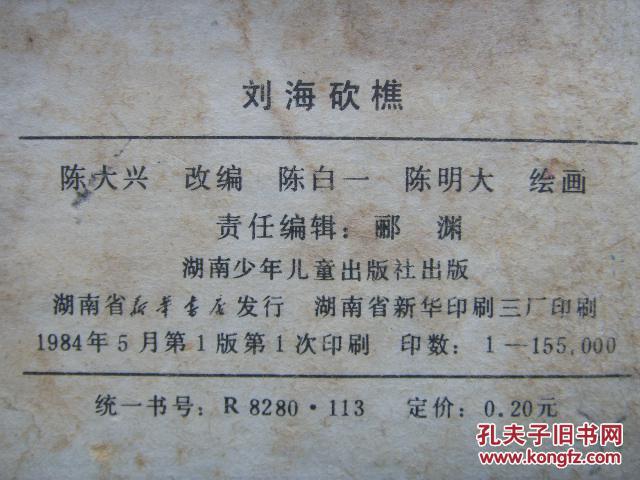 刘海砍樵
陈大兴 改编 陈白一 陈明大 绘画
责任编辑：郦 渊
湖南少年儿童出版社出版
湖南省新華書店发行 湖南省新华印刷三厂印刷
1984年5月第1版第1次印刷 印数：1—155,000
统一书号：R 8280·113 定价：0.20元
孔夫子旧书网
www.kongfz.com